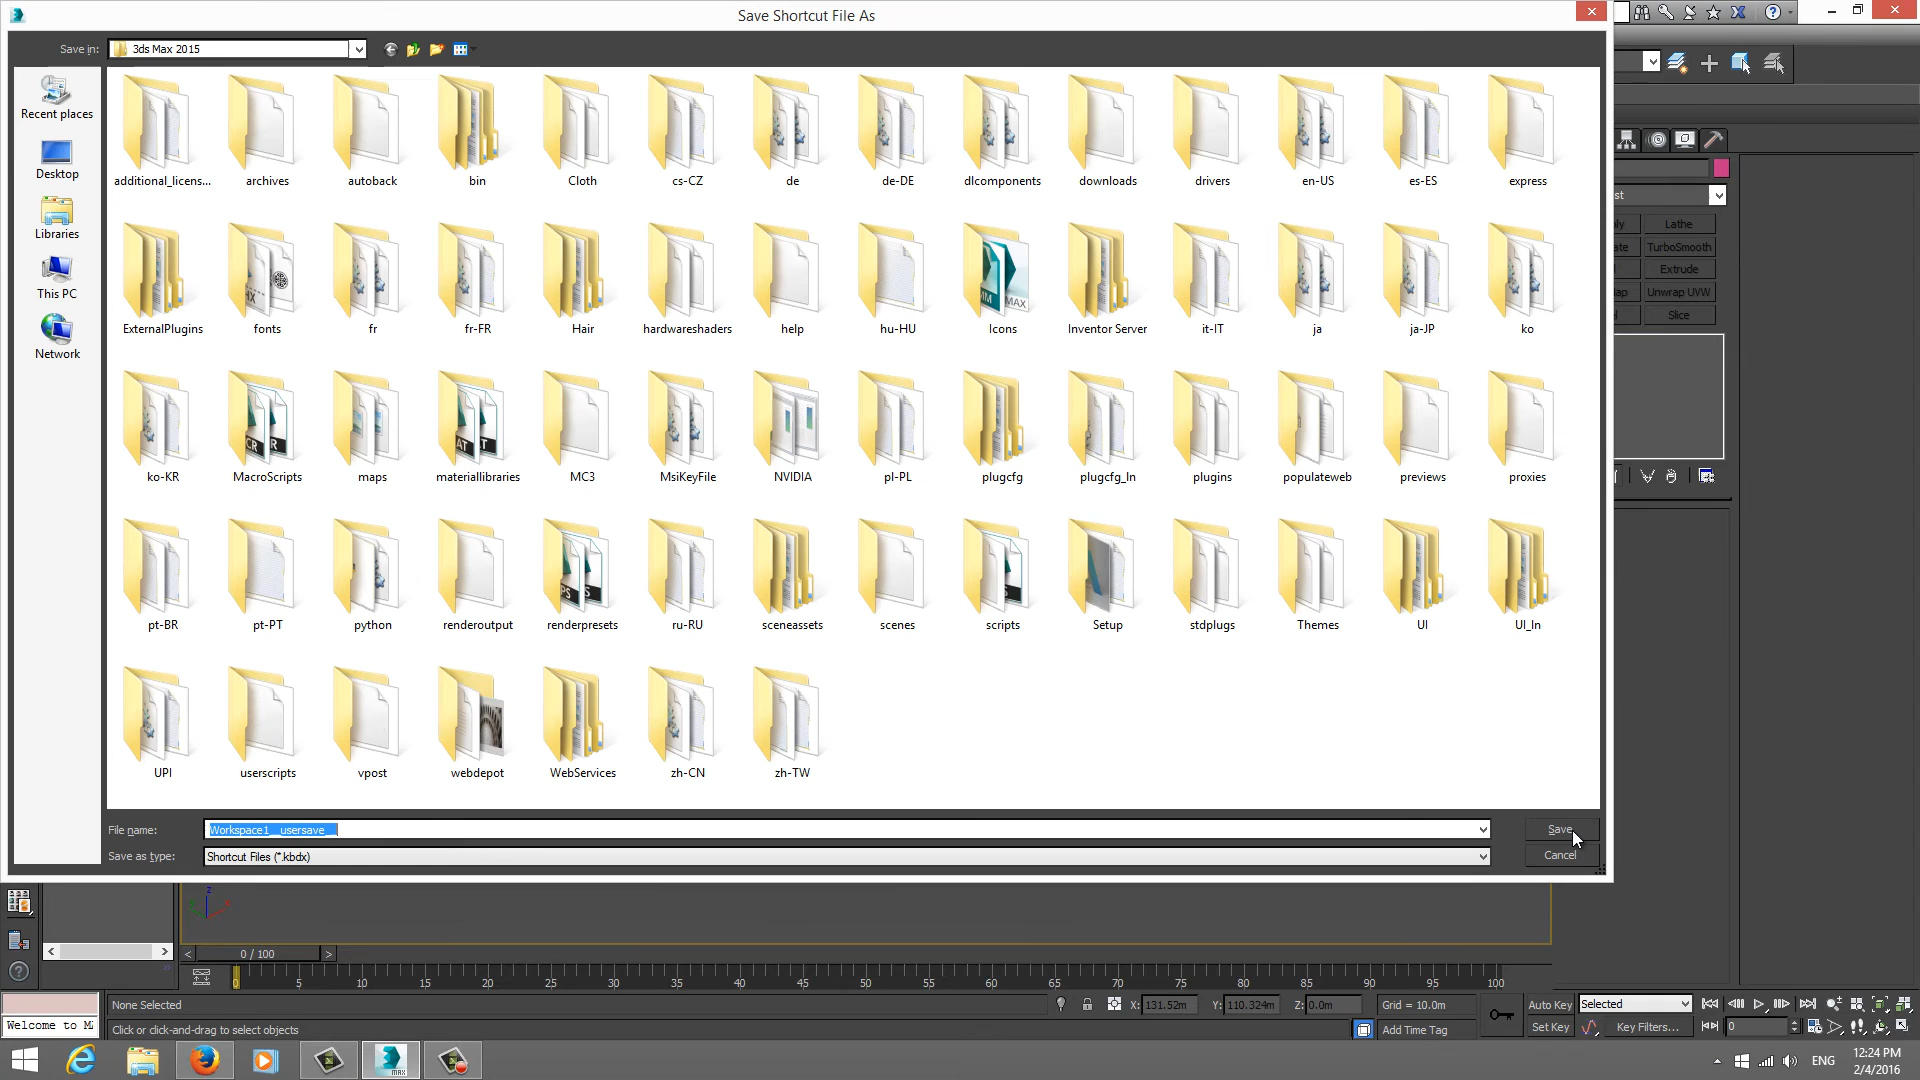 Save Shortcut File As
Save in:
3ds Max 2015
Recent places
Desktop
Libraries
This PC
Network
additional_licens...
archives
autoback
bin
Cloth
cs-CZ
de
de-DE
dlcomponents
downloads
drivers
en-US
es-ES
express
ExternalPlugins
fonts
fr
fr-FR
Hair
hardwareshaders
help
hu-HU
Icons
Inventor Server
it-IT
ja
ja-JP
ko
ko-KR
MacroScripts
maps
materiallibraries
MC3
MsiKeyFile
NVIDIA
pl-PL
plugcfg
plugcfg_ln
plugins
populateweb
previews
proxies
pt-BR
pt-PT
python
renderoutput
renderpresets
ru-RU
sceneassets
scenes
scripts
Setup
stdplugs
Themes
UI
UI_ln
UPI
userscripts
vpost
webdepot
WebServices
zh-CN
zh-TW
File name:
Workspace1__usersave__
Save
Save as type:
Shortcut Files (*.kbdx)
Cancel
st
Lathe
TurboSmooth
Extrude
Unwrap UVW
Slice
0 / 100
0 5 10 15 20 25 30 35 40 45 50 55 60 65 70 75 80 85 90 95 100
None Selected
X: 131.52m
Y: 110.324m
Z: 0.0m
Grid = 10.0m
Auto Key
Selected
Welcome to M
Click or click-and-drag to select objects
Add Time Tag
Set Key
Key Filters...
0
MAX
ENG
12:24 PM
2/4/2016